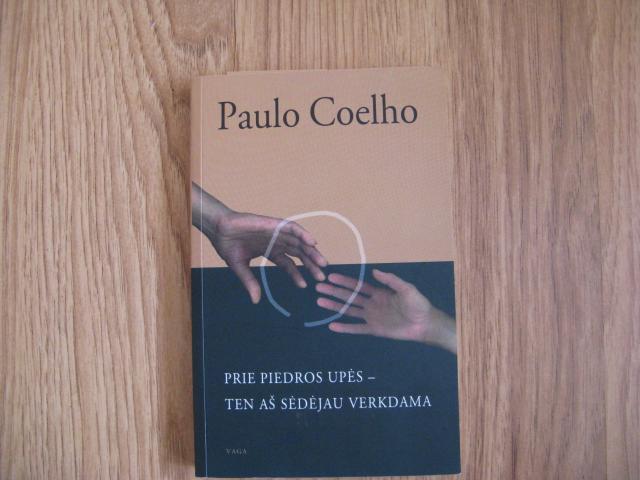 Paulo Coelho
PRIE PIEDROS UPĖS –
TEN AŠ SĖDĖJAU VERKDAMA
VAGA